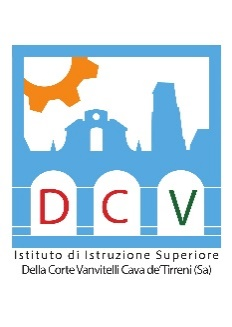 D C V
Istituto di Istruzione Superiore
Della Corte Vanvitelli Cava de'Tirreni (Sa)